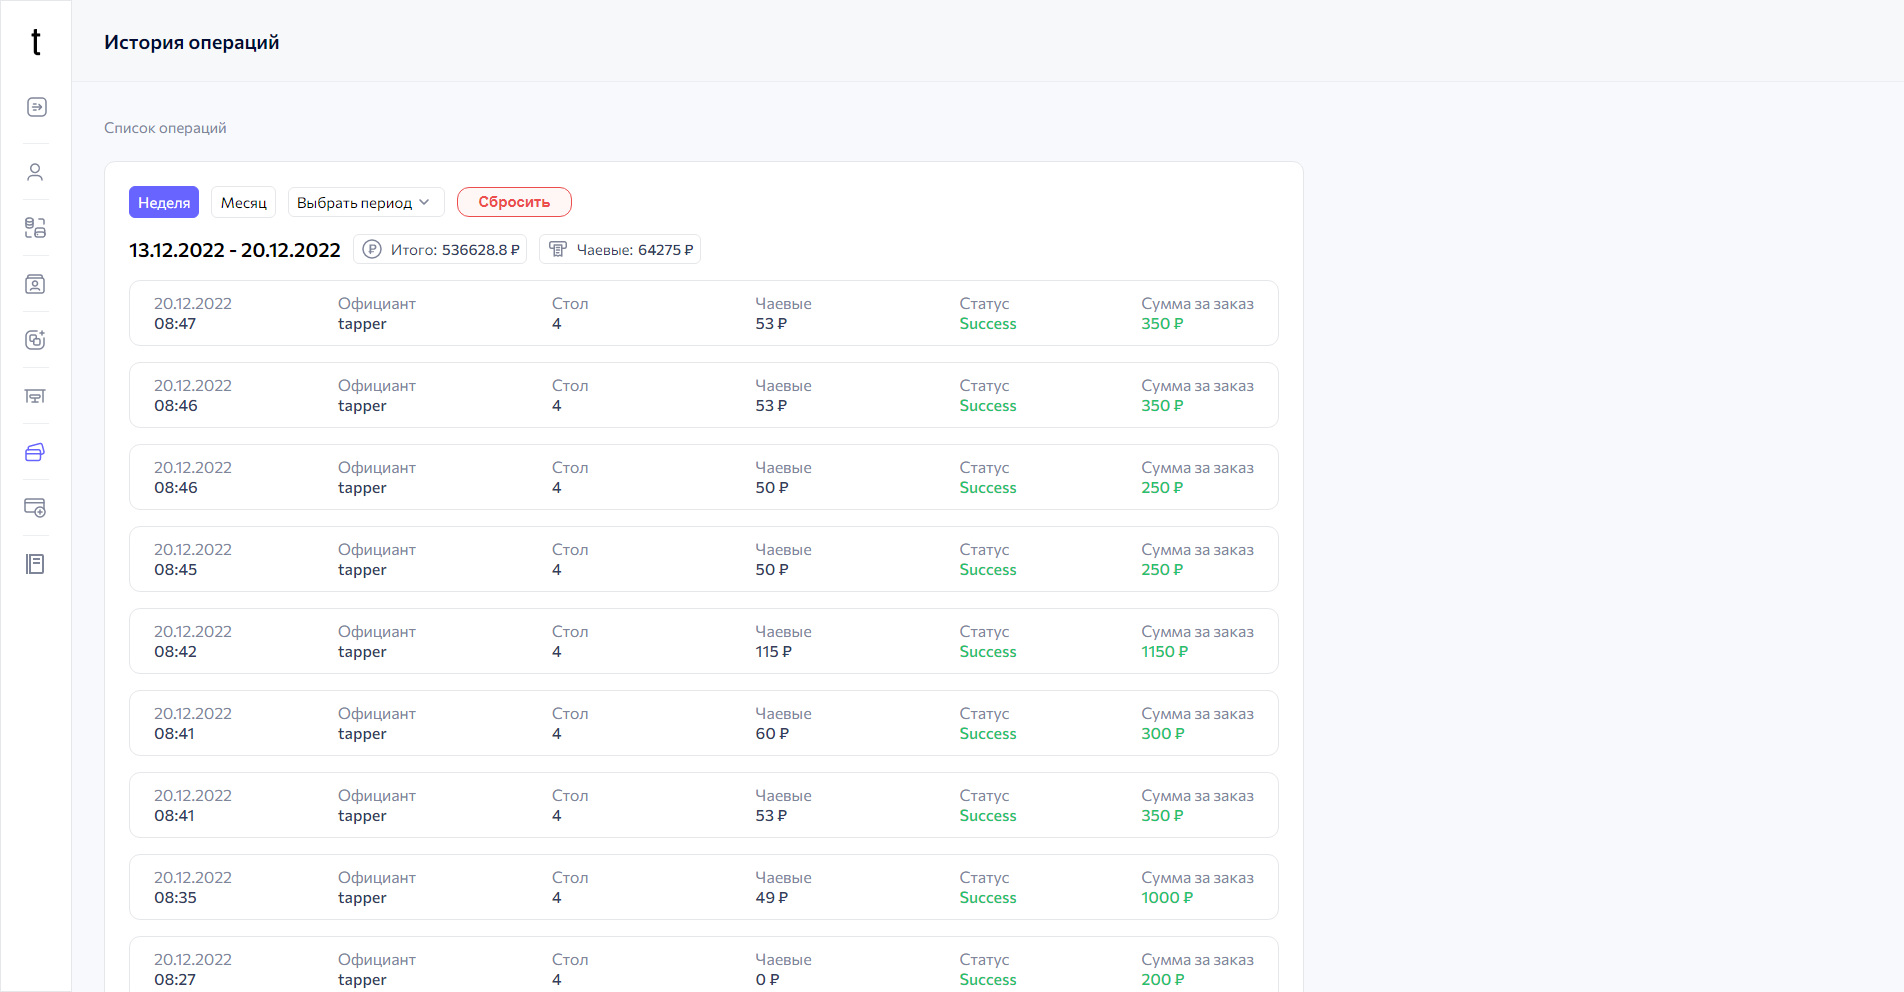 t
История операций
Список операций
Неделя Месяц Выбрать период Сбросить
13.12.2022 - 20.12.2022 Итого: 536628.8 ₽ Чаевые: 64275 ₽
20.12.2022 Официант Стол Чаевые Статус Сумма за заказ
08:47 tapper 4 53 ₽ Success 350 ₽
20.12.2022 Официант Стол Чаевые Статус Сумма за заказ
08:46 tapper 4 53 ₽ Success 350 ₽
20.12.2022 Официант Стол Чаевые Статус Сумма за заказ
08:46 tapper 4 50 ₽ Success 250 ₽
20.12.2022 Официант Стол Чаевые Статус Сумма за заказ
08:45 tapper 4 50 ₽ Success 250 ₽
20.12.2022 Официант Стол Чаевые Статус Сумма за заказ
08:42 tapper 4 115 ₽ Success 1150 ₽
20.12.2022 Официант Стол Чаевые Статус Сумма за заказ
08:41 tapper 4 60 ₽ Success 300 ₽
20.12.2022 Официант Стол Чаевые Статус Сумма за заказ
08:41 tapper 4 53 ₽ Success 350 ₽
20.12.2022 Официант Стол Чаевые Статус Сумма за заказ
08:35 tapper 4 49 ₽ Success 1000 ₽
20.12.2022 Официант Стол Чаевые Статус Сумма за заказ
08:27 tapper 4 0 ₽ Success 200 ₽